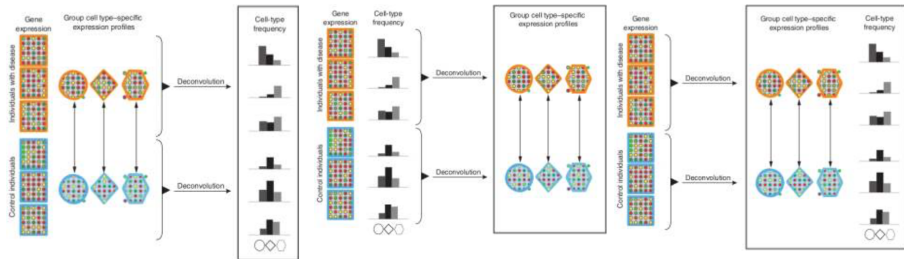 Gene
expression
Group cell type–specific
expression profiles
Cell-type
frequency
Individuals with disease
Deconvolution
Control individuals
Deconvolution
Gene
expression
Cell-type
frequency
Group cell type–specific
expression profiles
Individuals with disease
Deconvolution
Control individuals
Deconvolution
Gene
expression
Group cell type–specific
expression profiles
Cell-type
frequency
Individuals with disease
Deconvolution
Control individuals
Deconvolution